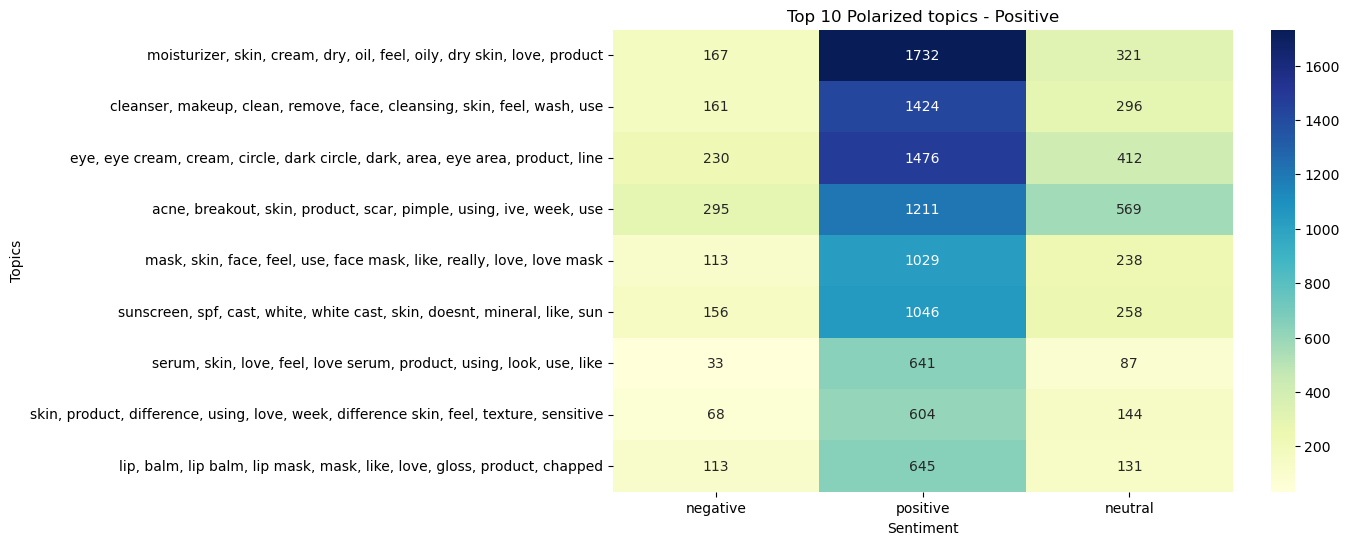 Top 10 Polarized topics - Positive
Topics
moisturizer, skin, cream, dry, oil, feel, oily, dry skin, love, product
167 1732 321
cleanser, makeup, clean, remove, face, cleansing, skin, feel, wash, use
161 1424 296
eye, eye cream, cream, circle, dark circle, dark, area, eye area, product, line
230 1476 412
acne, breakout, skin, product, scar, pimple, using, ive, week, use
295 1211 569
mask, skin, face, feel, use, face mask, like, really, love, love mask
113 1029 238
sunscreen, spf, cast, white, white cast, skin, doesnt, mineral, like, sun
156 1046 258
serum, skin, love, feel, love serum, product, using, look, use, like
33 641 87
skin, product, difference, using, love, week, difference skin, feel, texture, sensitive
68 604 144
lip, balm, lip balm, lip mask, mask, like, love, gloss, product, chapped
113 645 131
negative positive neutral
Sentiment
1600
1400
1200
1000
800
600
400
200